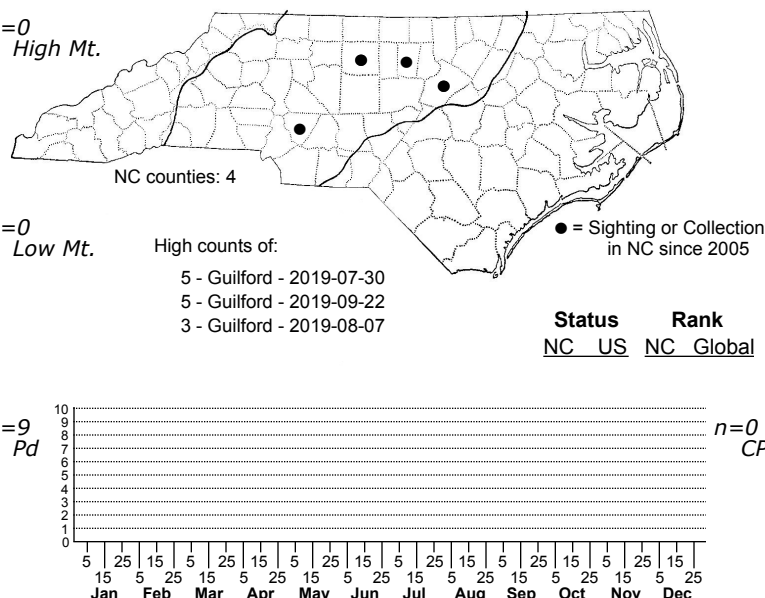 =0
High Mt.
NC counties: 4
=0
Low Mt.
High counts of:
5 - Guilford - 2019-07-30
5 - Guilford - 2019-09-22
3 - Guilford - 2019-08-07
● = Sighting or Collection
in NC since 2005
Status Rank
NC US NC Global
=9
Pd
n=0
CP
10
9
8
7
6
5
4
3
2
1
0
5 25 15 5 25 15 5 25 15 5 25 15 5 25 15 5 25 15
15 5 25 15 5 25 15 5 25 15 5 25 15 5 25 15 5 25
Jan Feb Mar Apr May Jun Jul Aug Sep Oct Nov Dec